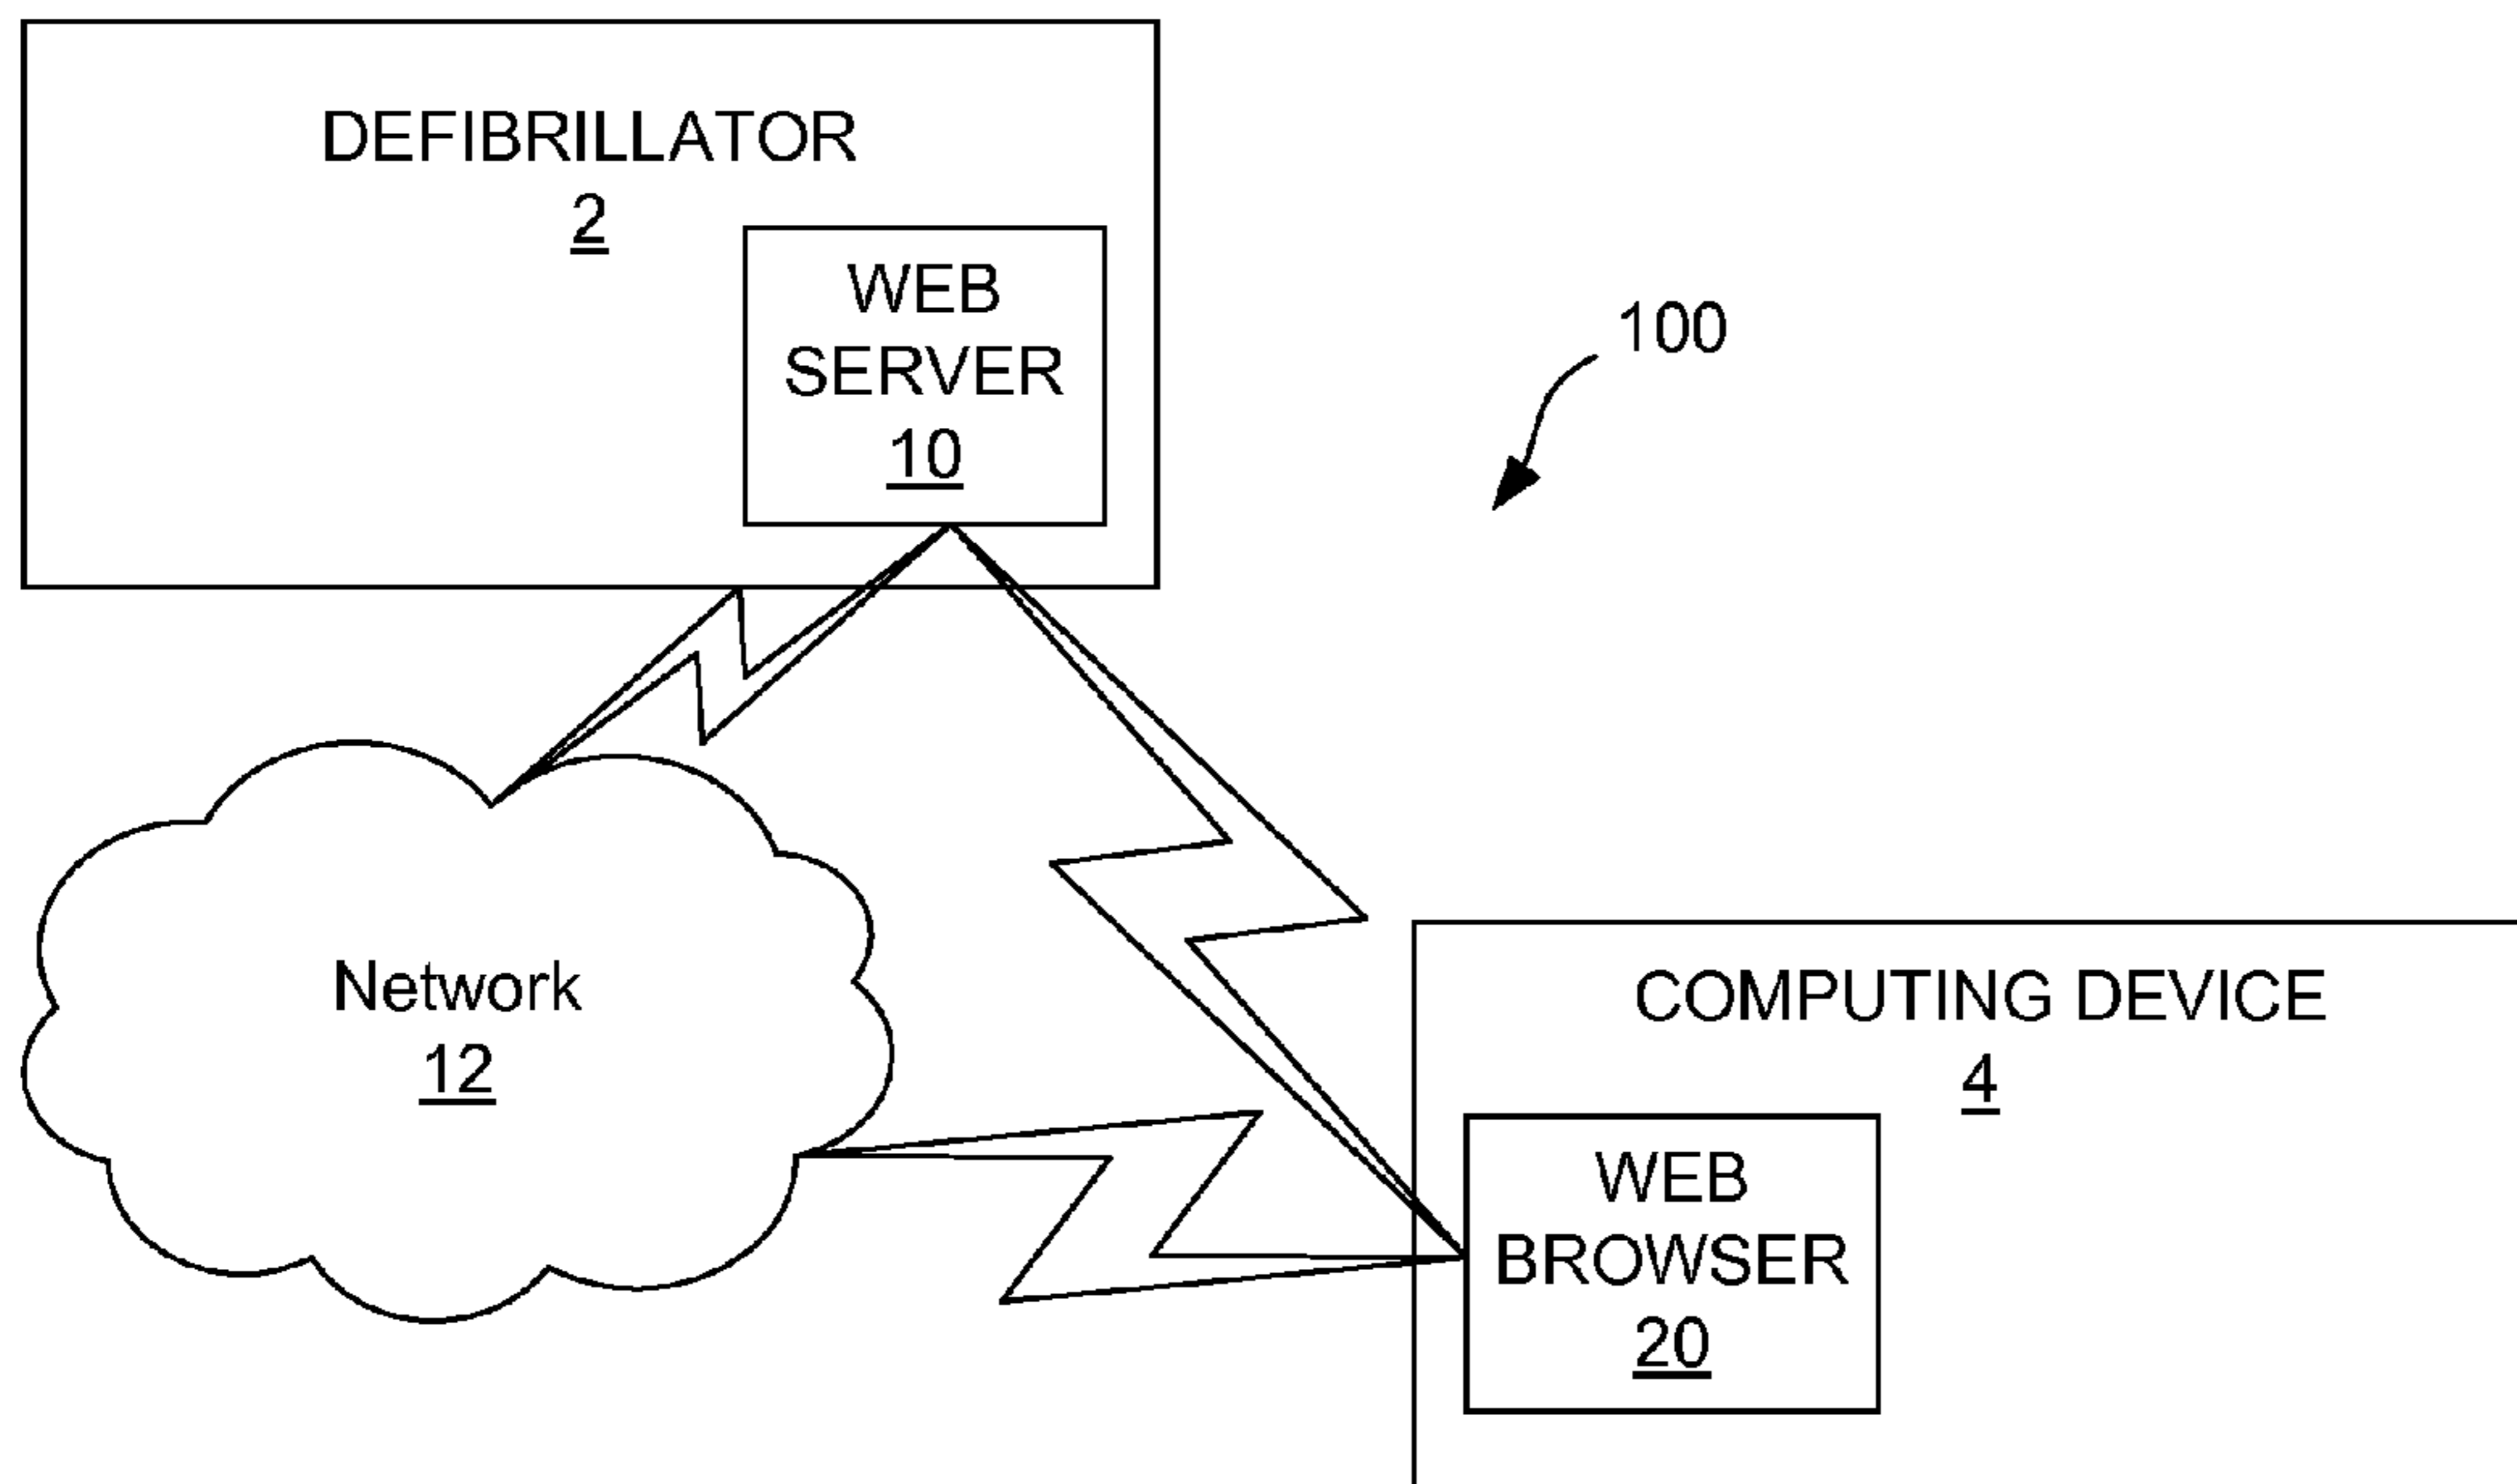 DEFIBRILLATOR
2
WEB
SERVER
10
100
Network
12
COMPUTING DEVICE
4
WEB
BROWSER
20